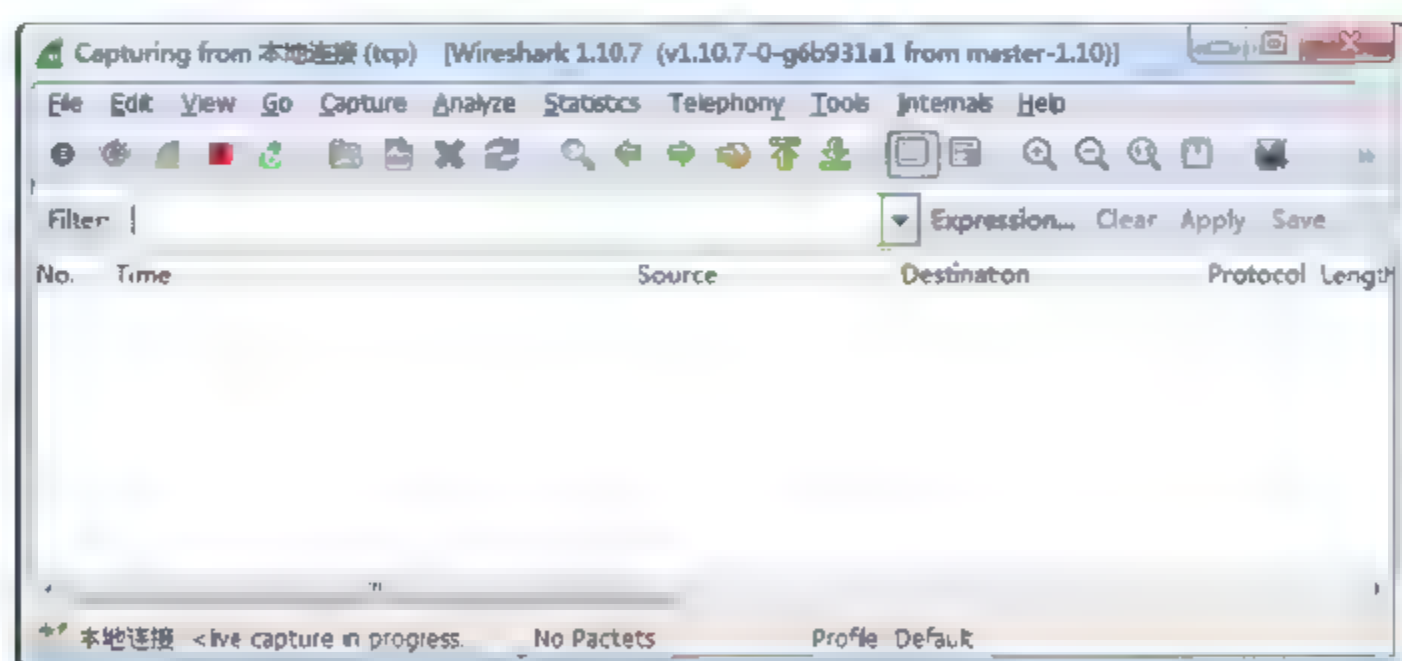 Capturing from 本地连接 (tcp) [Wireshark 1.10.7 (v1.10.7-0-g6b931a1 from master-1.10)]
File Edit View Go Capture Analyze Statistics Telephony Tools Internals Help
Filter: Expression... Clear Apply Save
No. Time Source Destination Protocol Length
本地连接 <live capture in progress. No Packets Profile Default